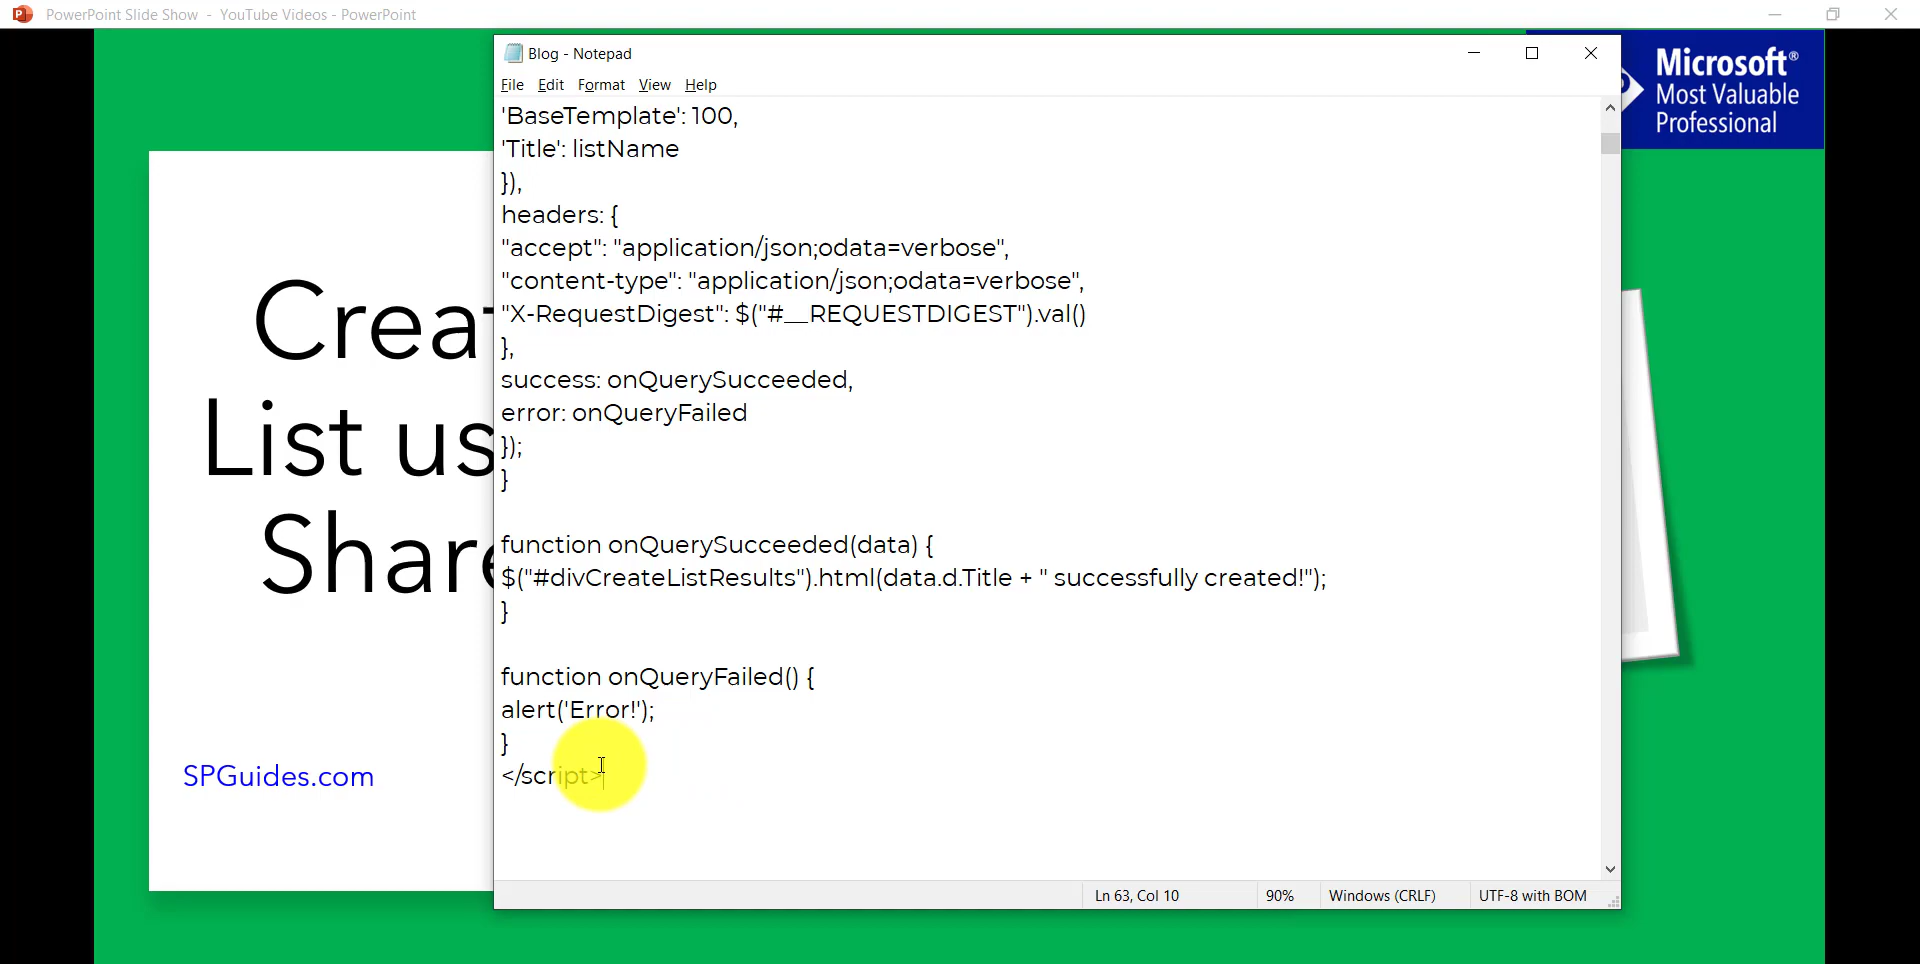 PowerPoint Slide Show - YouTube Videos - PowerPoint
Blog - Notepad
File Edit Format View Help
'BaseTemplate': 100,
'Title': listName
}),
headers: {
"accept": "application/json;odata=verbose",
"content-type": "application/json;odata=verbose",
"X-RequestDigest": $("#__REQUESTDIGEST").val()
},
success: onQuerySucceeded,
error: onQueryFailed
});
}
function onQuerySucceeded(data) {
$("#divCreateListResults").html(data.d.Title + " successfully created!");
}
function onQueryFailed() {
alert('Error!');
}
</script>
Ln 63, Col 10
90%
Windows (CRLF)
UTF-8 with BOM
Microsoft®
Most Valuable
Professional
Crea
List us
Share
SPGuides.com